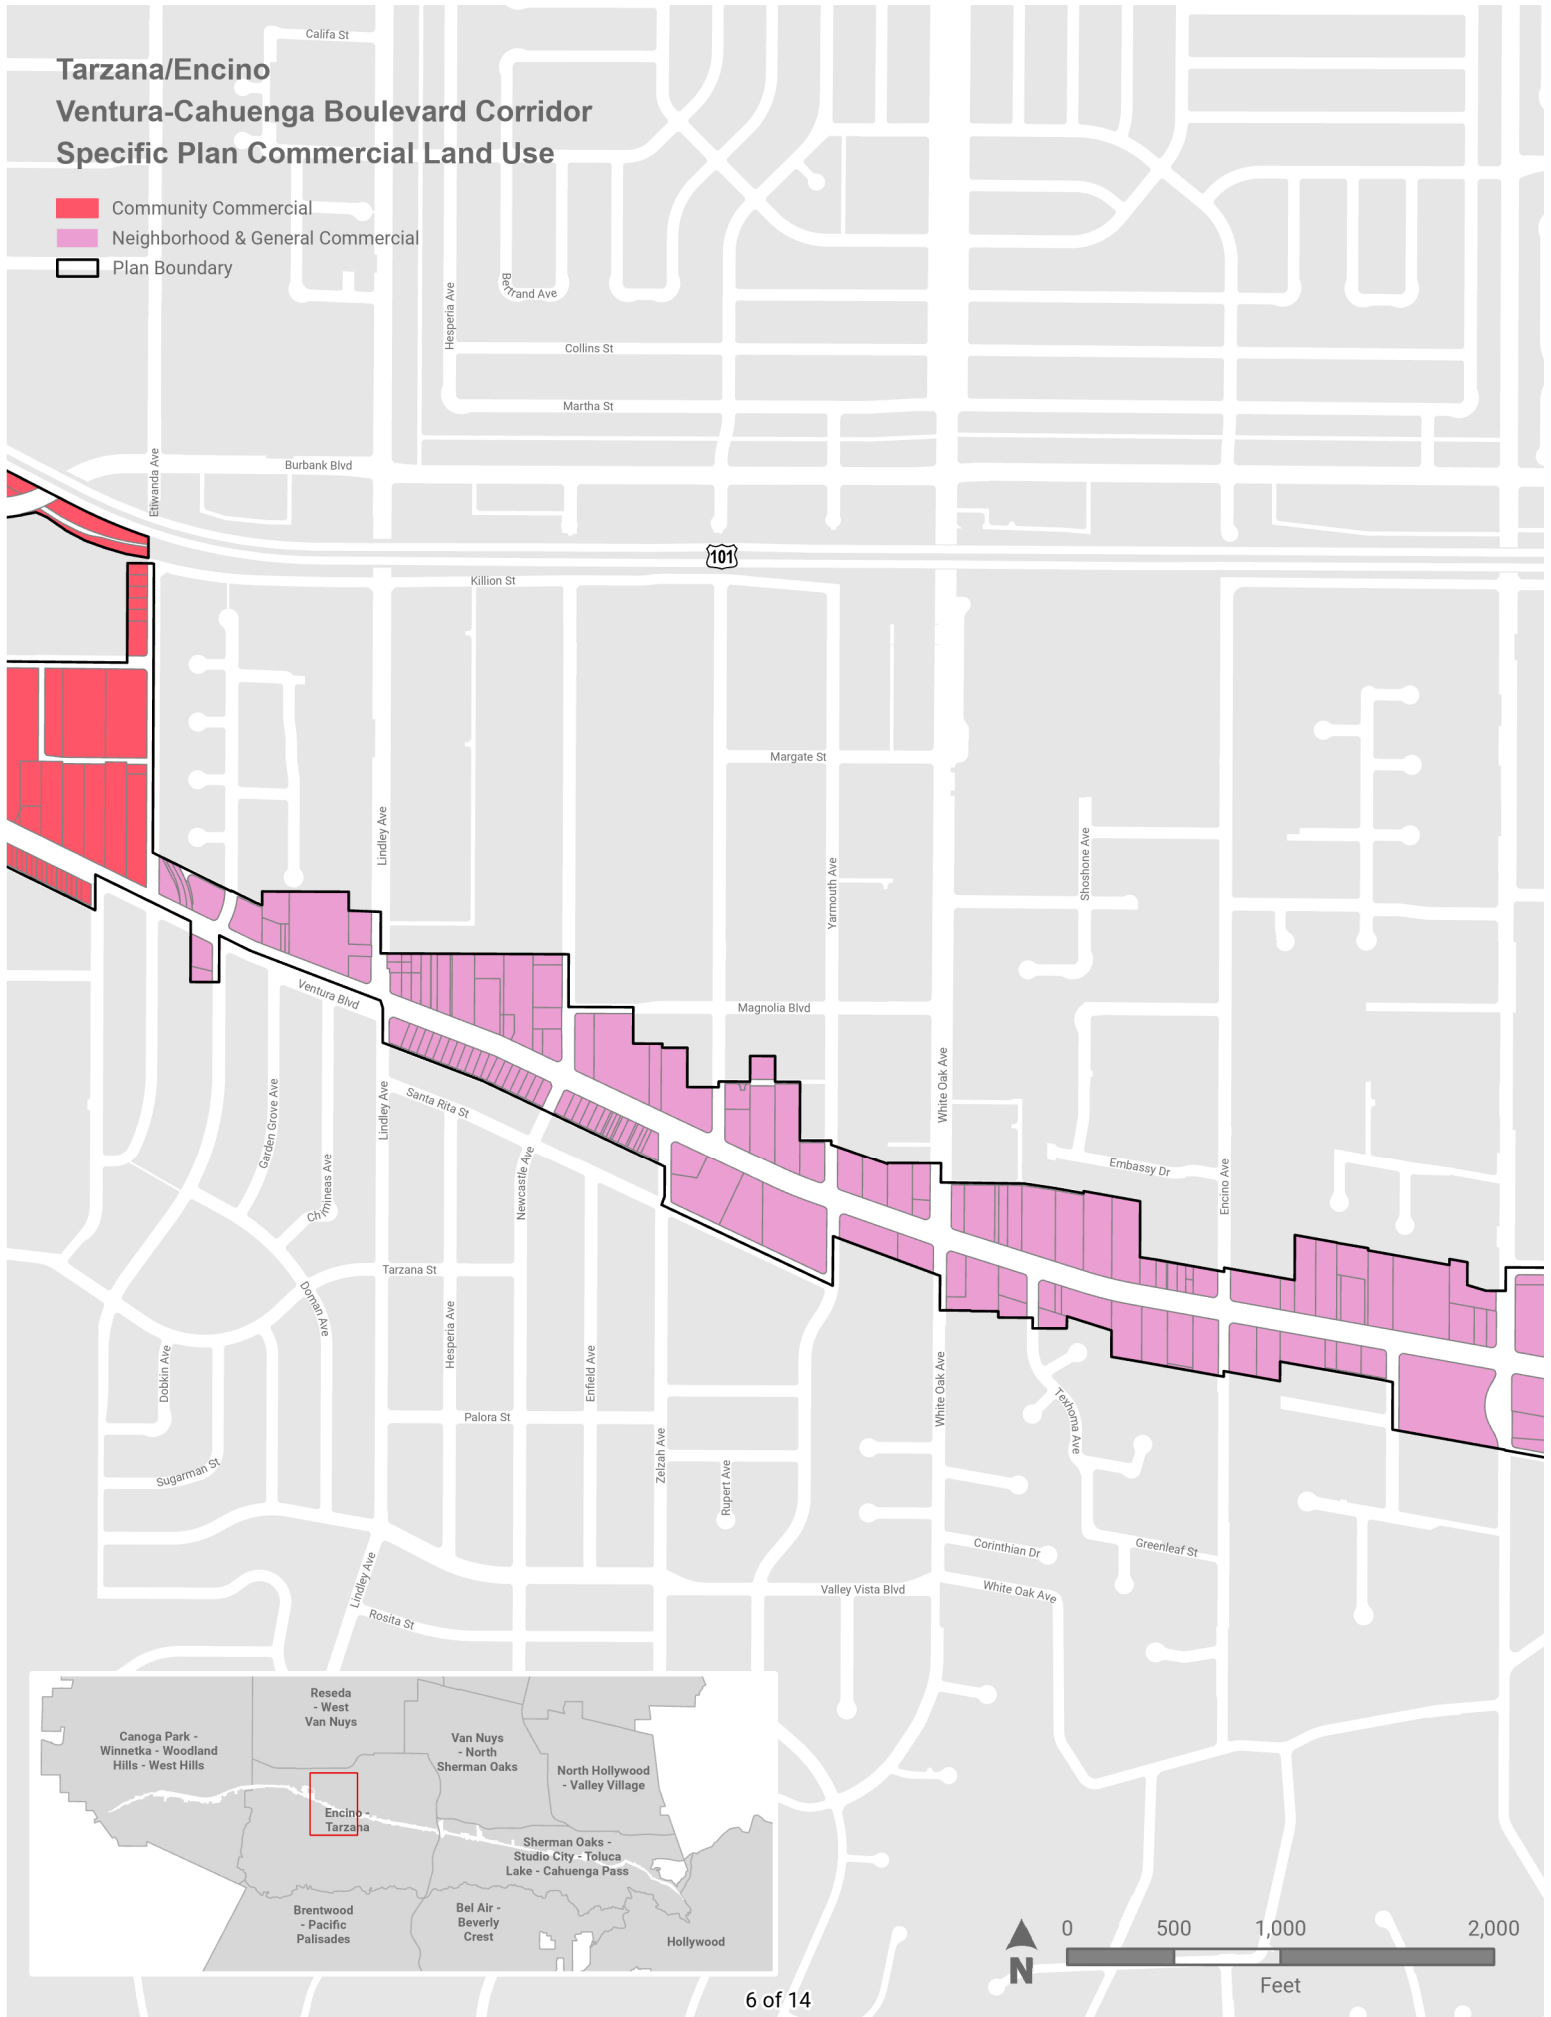 Califa St
Tarzana/Encino
Ventura-Cahuenga Boulevard Corridor
Specific Plan Commercial Land Use
Community Commercial
Neighborhood & General Commercial
Plan Boundary
Hesperia Ave
Bertrand Ave
Collins St
Martha St
Burbank Blvd
Etiwanda Ave
101
Killion St
Margate St
Lindley Ave
Yarmouth Ave
Shoshone Ave
Ventura Blvd
Magnolia Blvd
White Oak Ave
Lindley Ave
Santa Rita St
Garden Grove Ave
Chimineas Ave
Newcastle Ave
Embassy Dr
Encino Ave
Tarzana St
Dorman Ave
Hesperia Ave
Dobkin Ave
Enfield Ave
White Oak Ave
Texhoma Ave
Palora St
Zelzah Ave
Sugarman St
Rupert Ave
Corinthian Dr
Greenleaf St
Lindley Ave
Valley Vista Blvd
White Oak Ave
Rosita St
Reseda
- West
Van Nuys
Canoga Park -
Winnetka - Woodland
Hills - West Hills
Van Nuys
- North
Sherman Oaks
North Hollywood
- Valley Village
Encino -
Tarzana
Sherman Oaks -
Studio City - Toluca
Lake - Cahuenga Pass
Brentwood
- Pacific
Palisades
Bel Air -
Beverly
Crest
Hollywood
N
0 500 1,000 2,000
Feet
6 of 14